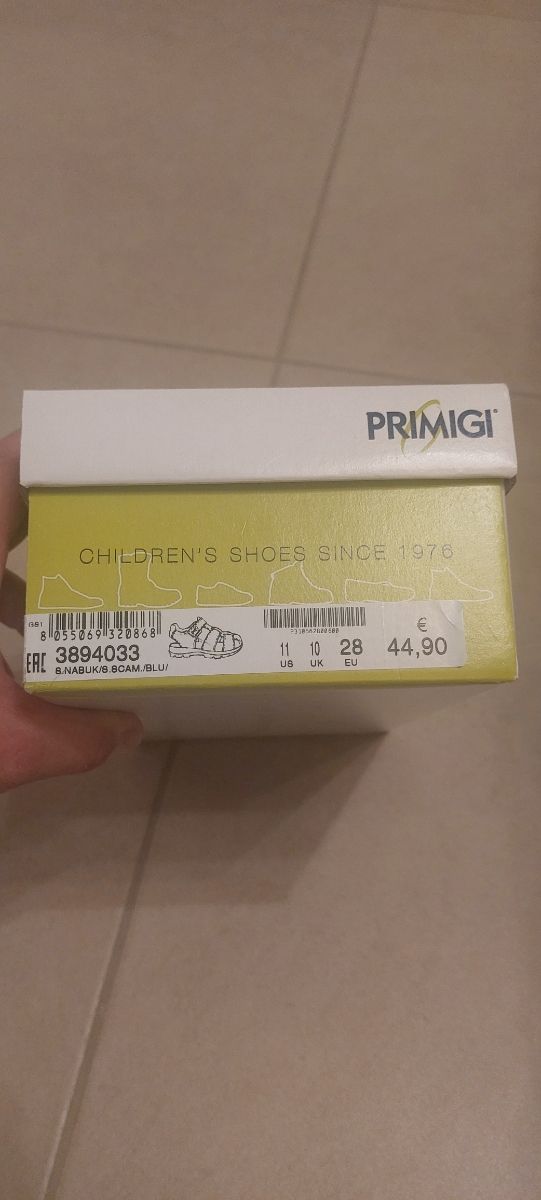 PRIMIGI
CHILDREN'S SHOES SINCE 1976
GS1
8 055069 320868
EAC 3894033
S.NABUK/S.SCAM./BLU/
11 US
10 UK
28 EU
€
44,90